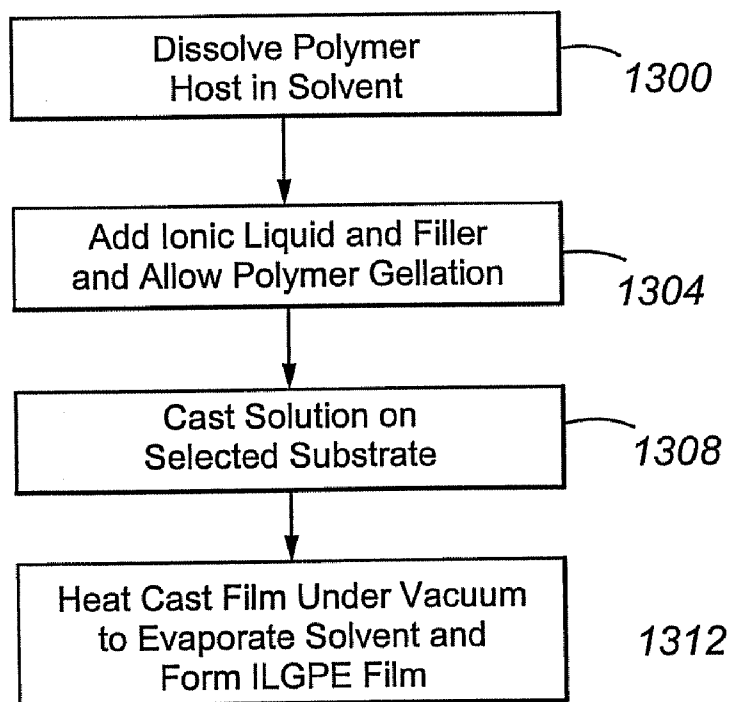 Dissolve Polymer
Host in Solvent
1300
Add Ionic Liquid and Filler
and Allow Polymer Gellation
1304
Cast Solution on
Selected Substrate
1308
Heat Cast Film Under Vacuum
to Evaporate Solvent and
Form ILGPE Film
1312